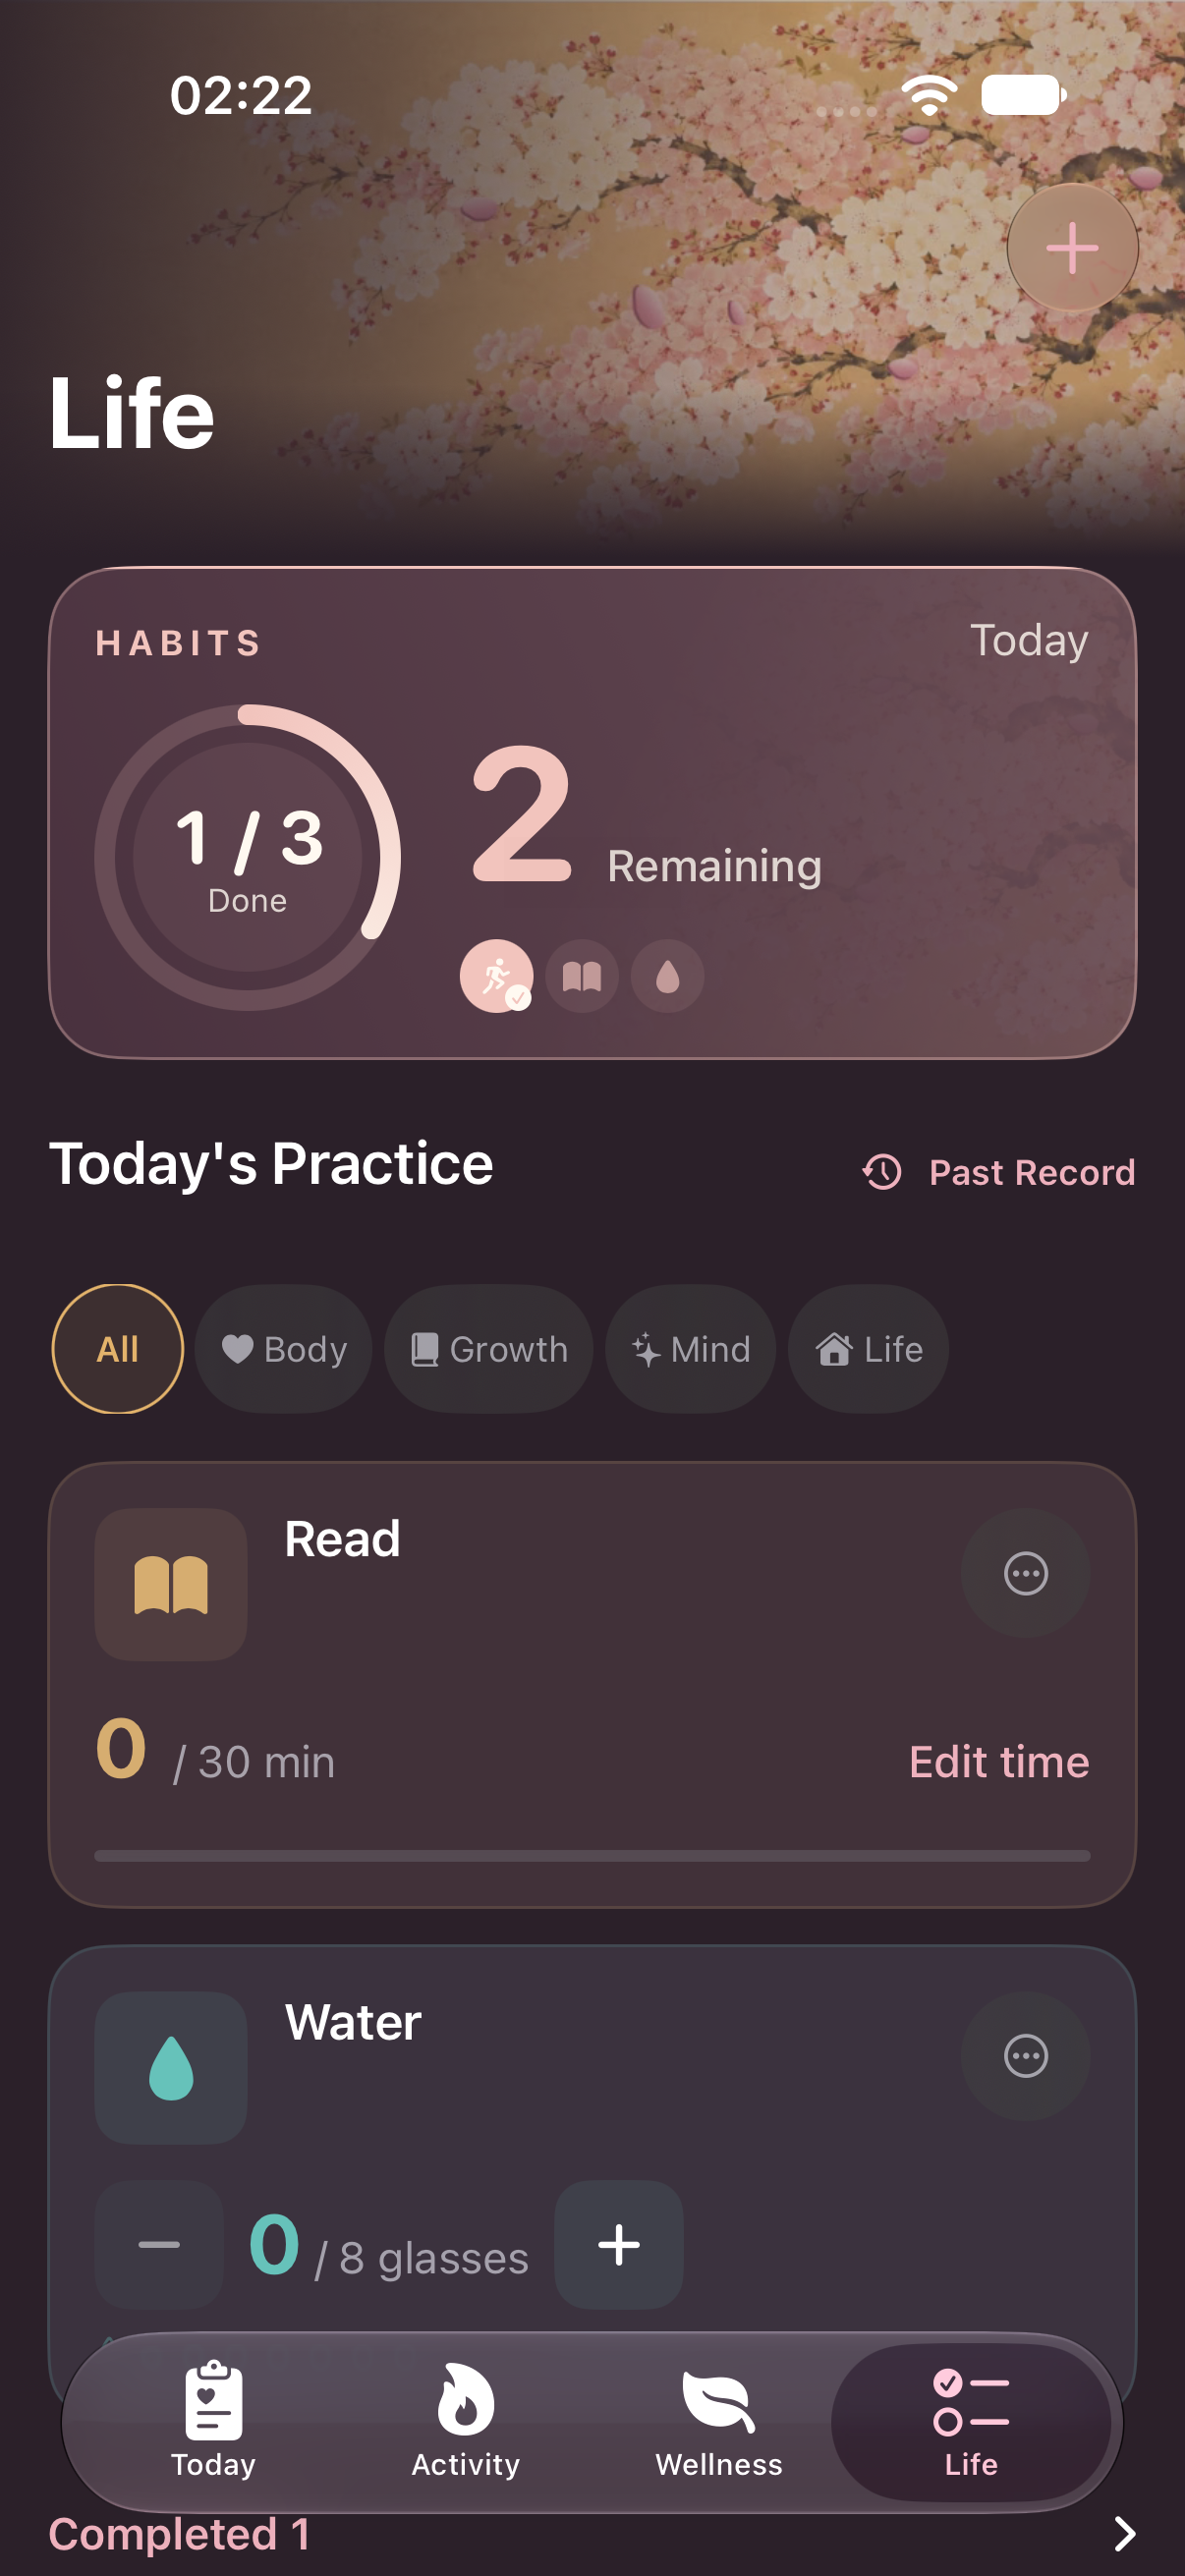 02:22
Life
HABITS
Today
1 / 3
Done
2 Remaining
Today's Practice
Past Record
All
Body
Growth
Mind
Life
Read
0 / 30 min
Edit time
Water
0 / 8 glasses
Today
Activity
Wellness
Life
Completed 1